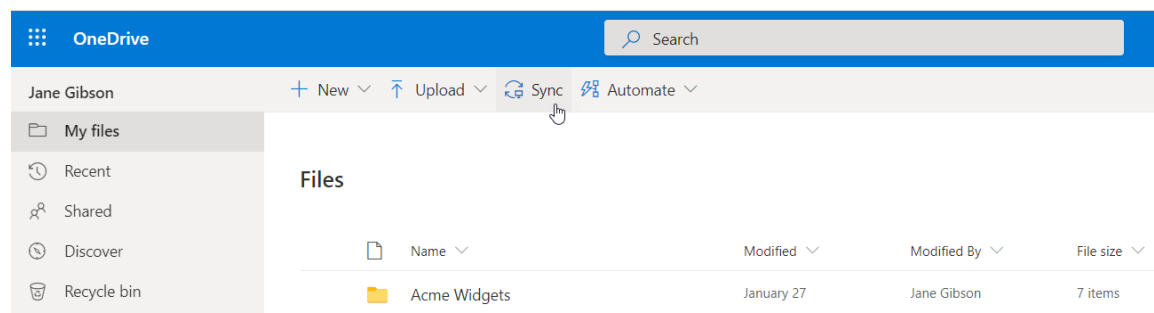 OneDrive
Search
Jane Gibson
New Upload Sync Automate
My files
Recent
Files
Shared
Discover
Name Modified Modified By File size
Recycle bin
Acme Widgets January 27 Jane Gibson 7 items